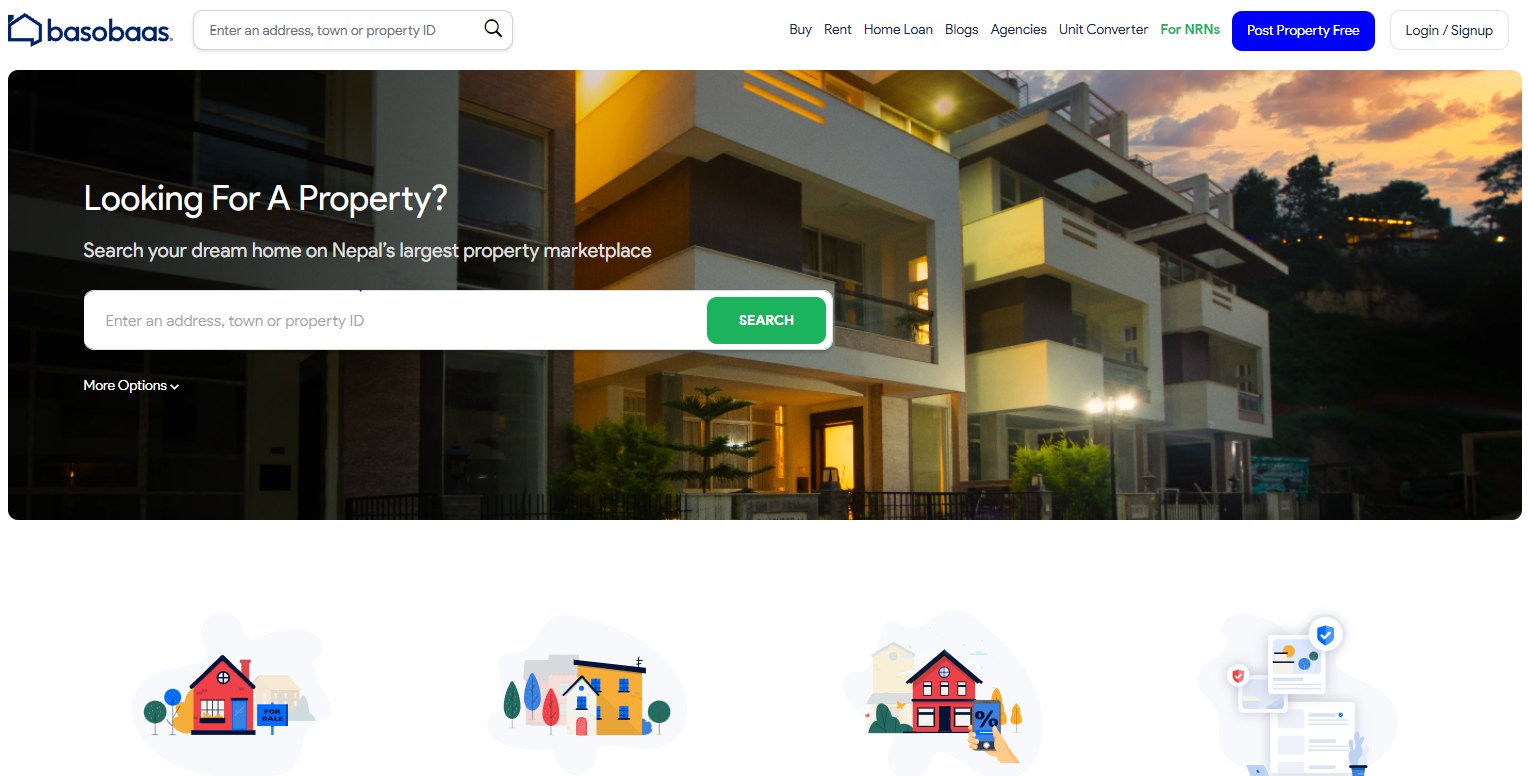 basobaas
Enter an address, town or property ID
Buy Rent Home Loan Blogs Agencies Unit Converter For NRNs Post Property Free Login / Signup
Looking For A Property?
Search your dream home on Nepal's largest property marketplace
Enter an address, town or property ID
SEARCH
More Options
FOR
SALE
%